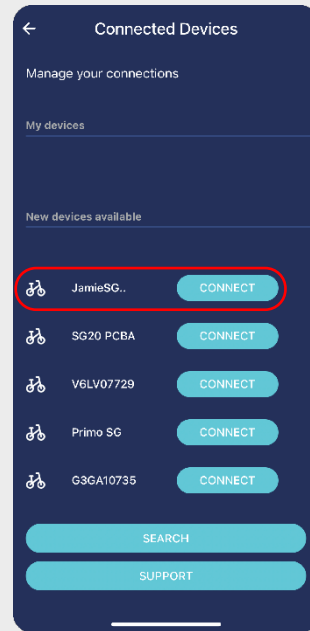 Connected Devices
Manage your connections
My devices
New devices available
JamieSG.. CONNECT
SG20 PCBA CONNECT
V6LV07729 CONNECT
Primo SG CONNECT
G3GA10735 CONNECT
SEARCH
SUPPORT